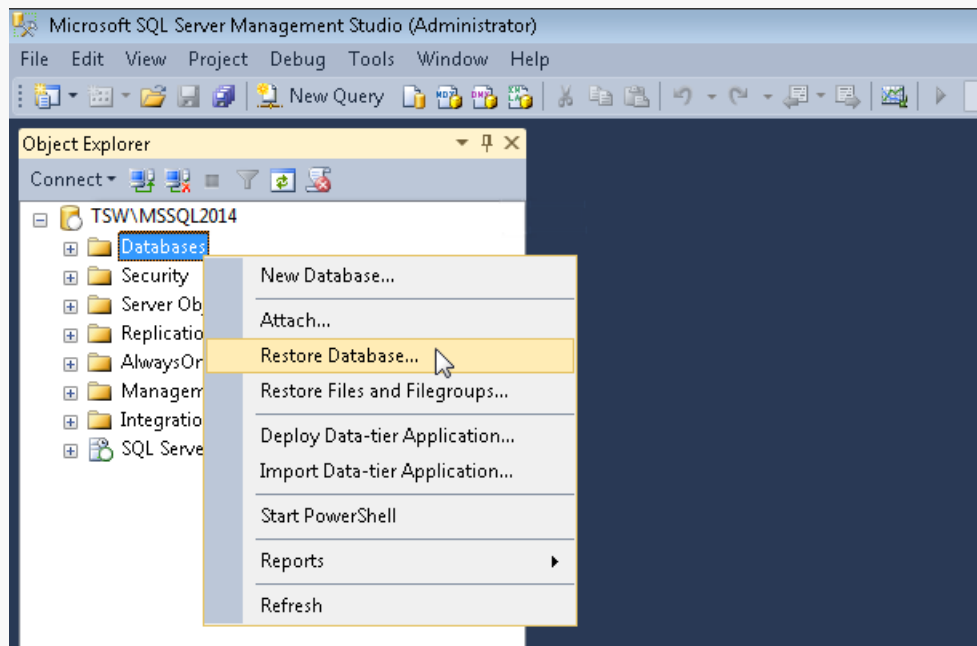 Microsoft SQL Server Management Studio (Administrator)
File Edit View Project Debug Tools Window Help
New Query
Object Explorer
Connect
TSW\MSSQL2014
Databases
Security
Server Ob
Replicatio
AlwaysOr
Managem
Integratio
SQL Serve
New Database...
Attach...
Restore Database...
Restore Files and Filegroups...
Deploy Data-tier Application...
Import Data-tier Application...
Start PowerShell
Reports
Refresh